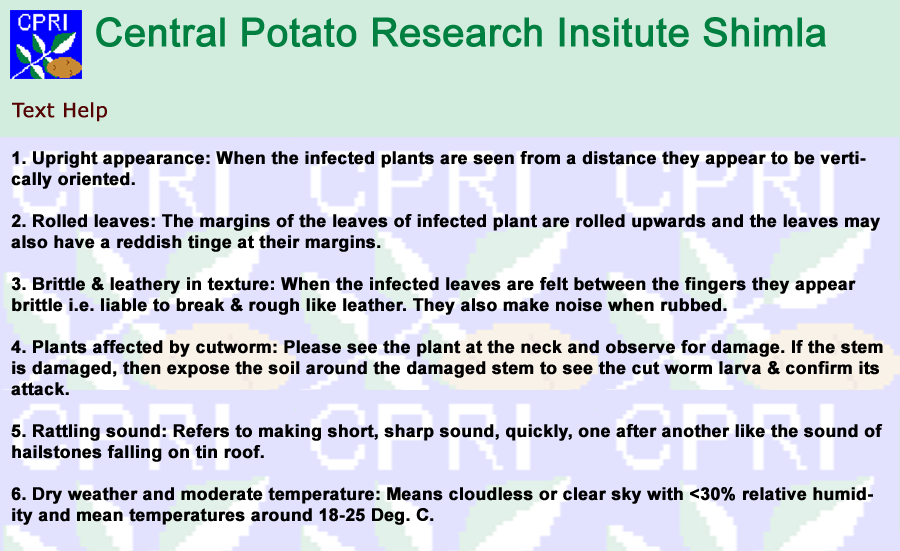 CPRI
Central Potato Research Insitute Shimla
Text Help
1. Upright appearance: When the infected plants are seen from a distance they appear to be verti-
cally oriented.
2. Rolled leaves: The margins of the leaves of infected plant are rolled upwards and the leaves may
also have a reddish tinge at their margins.
3. Brittle & leathery in texture: When the infected leaves are felt between the fingers they appear
brittle i.e. liable to break & rough like leather. They also make noise when rubbed.
4. Plants affected by cutworm: Please see the plant at the neck and observe for damage. If the stem
is damaged, then expose the soil around the damaged stem to see the cut worm larva & confirm its
attack.
5. Rattling sound: Refers to making short, sharp sound, quickly, one after another like the sound of
hailstones falling on tin roof.
6. Dry weather and moderate temperature: Means cloudless or clear sky with <30% relative humid-
ity and mean temperatures around 18-25 Deg. C.